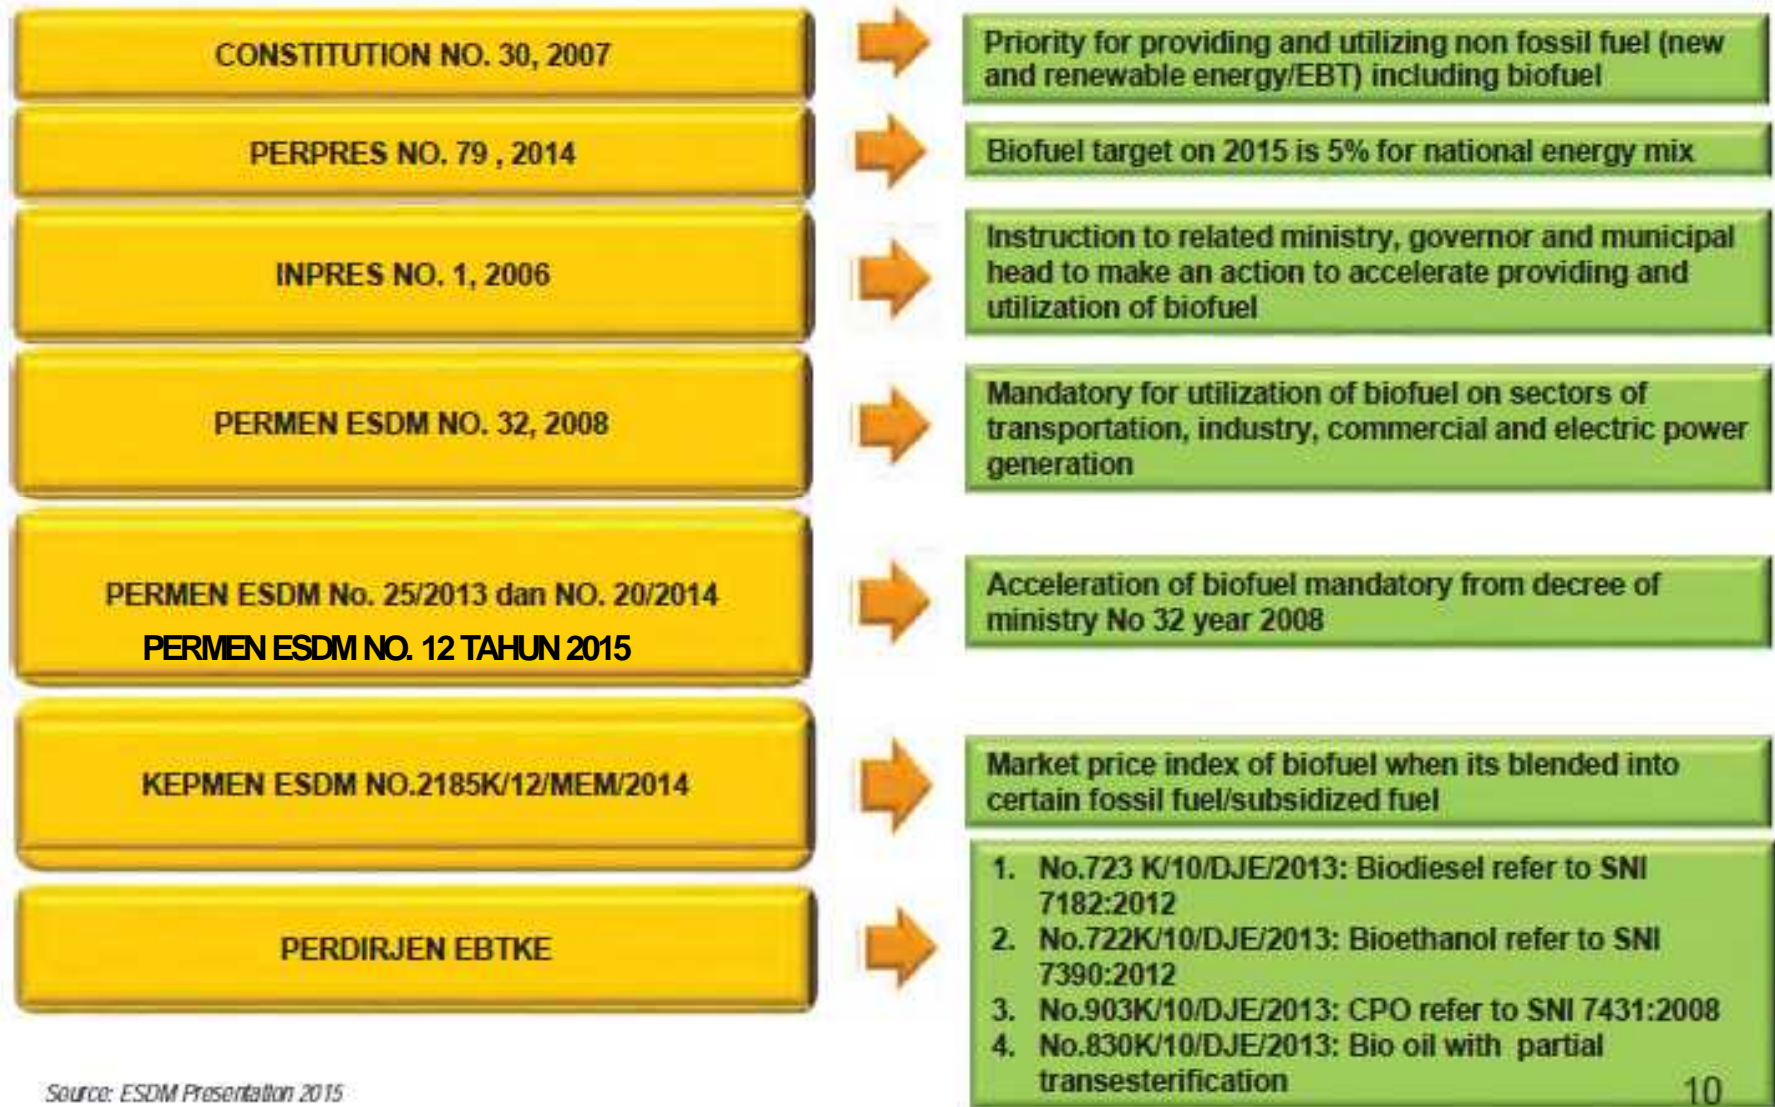 CONSTITUTION NO. 30, 2007
Priority for providing and utilizing non fossil fuel (new
and renewable energy/EBT) including biofuel
PERPRES NO. 79 , 2014
Biofuel target on 2015 is 5% for national energy mix
INPRES NO. 1, 2006
Instruction to related ministry, governor and municipal
head to make an action to accelerate providing and
utilization of biofuel
PERMEN ESDM NO. 32, 2008
Mandatory for utilization of biofuel on sectors of
transportation, industry, commercial and electric power
generation
PERMEN ESDM No. 25/2013 dan NO. 20/2014
PERMEN ESDM NO. 12 TAHUN 2015
Acceleration of biofuel mandatory from decree of
ministry No 32 year 2008
KEPMEN ESDM NO.2185K/12/MEM/2014
Market price index of biofuel when its blended into
certain fossil fuel/subsidized fuel
PERDIRJEN EBTKE
1. No.723 K/10/DJE/2013: Biodiesel refer to SNI
7182:2012
2. No.722K/10/DJE/2013: Bioethanol refer to SNI
7390:2012
3. No.903K/10/DJE/2013: CPO refer to SNI 7431:2008
4. No.830K/10/DJE/2013: Bio oil with partial
transesterification
Source: ESDM Presentation 2015
10